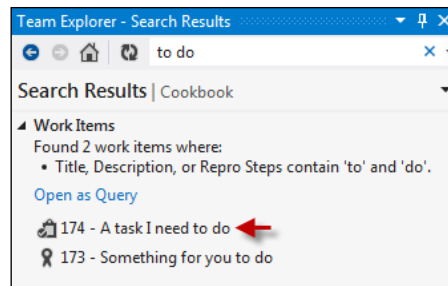 Team Explorer - Search Results
to do
Search Results | Cookbook
Work Items
Found 2 work items where:
• Title, Description, or Repro Steps contain 'to' and 'do'.
Open as Query
174 - A task I need to do
173 - Something for you to do